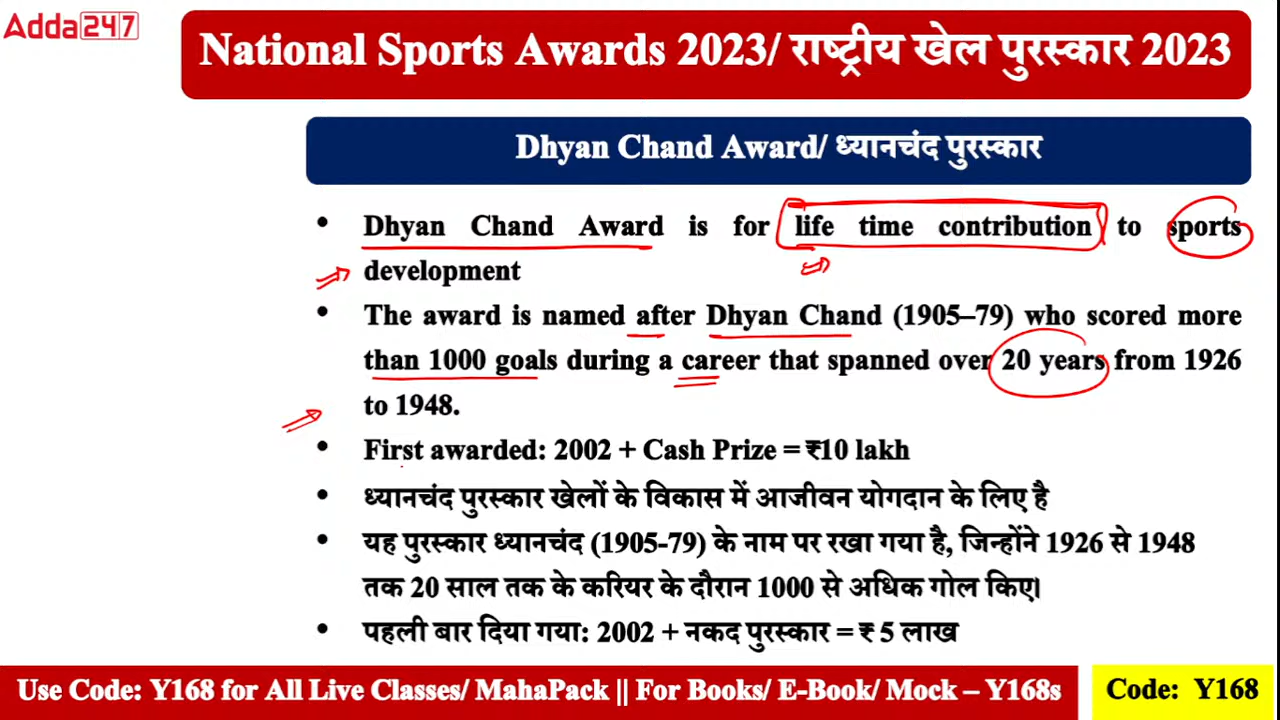 Adda247
National Sports Awards 2023/ राष्ट्रीय खेल पुरस्कार 2023
Dhyan Chand Award/ ध्यानचंद पुरस्कार
• Dhyan Chand Award is for life time contribution to sports
development
• The award is named after Dhyan Chand (1905–79) who scored more
than 1000 goals during a career that spanned over 20 years from 1926
to 1948.
• First awarded: 2002 + Cash Prize = ₹10 lakh
• ध्यानचंद पुरस्कार खेलों के विकास में आजीवन योगदान के लिए है
• यह पुरस्कार ध्यानचंद (1905-79) के नाम पर रखा गया है, जिन्होंने 1926 से 1948
तक 20 साल तक के करियर के दौरान 1000 से अधिक गोल किए।
• पहली बार दिया गया: 2002 + नकद पुरस्कार = ₹ 5 लाख
Use Code: Y168 for All Live Classes/ MahaPack || For Books/ E-Book/ Mock – Y168s
Code: Y168